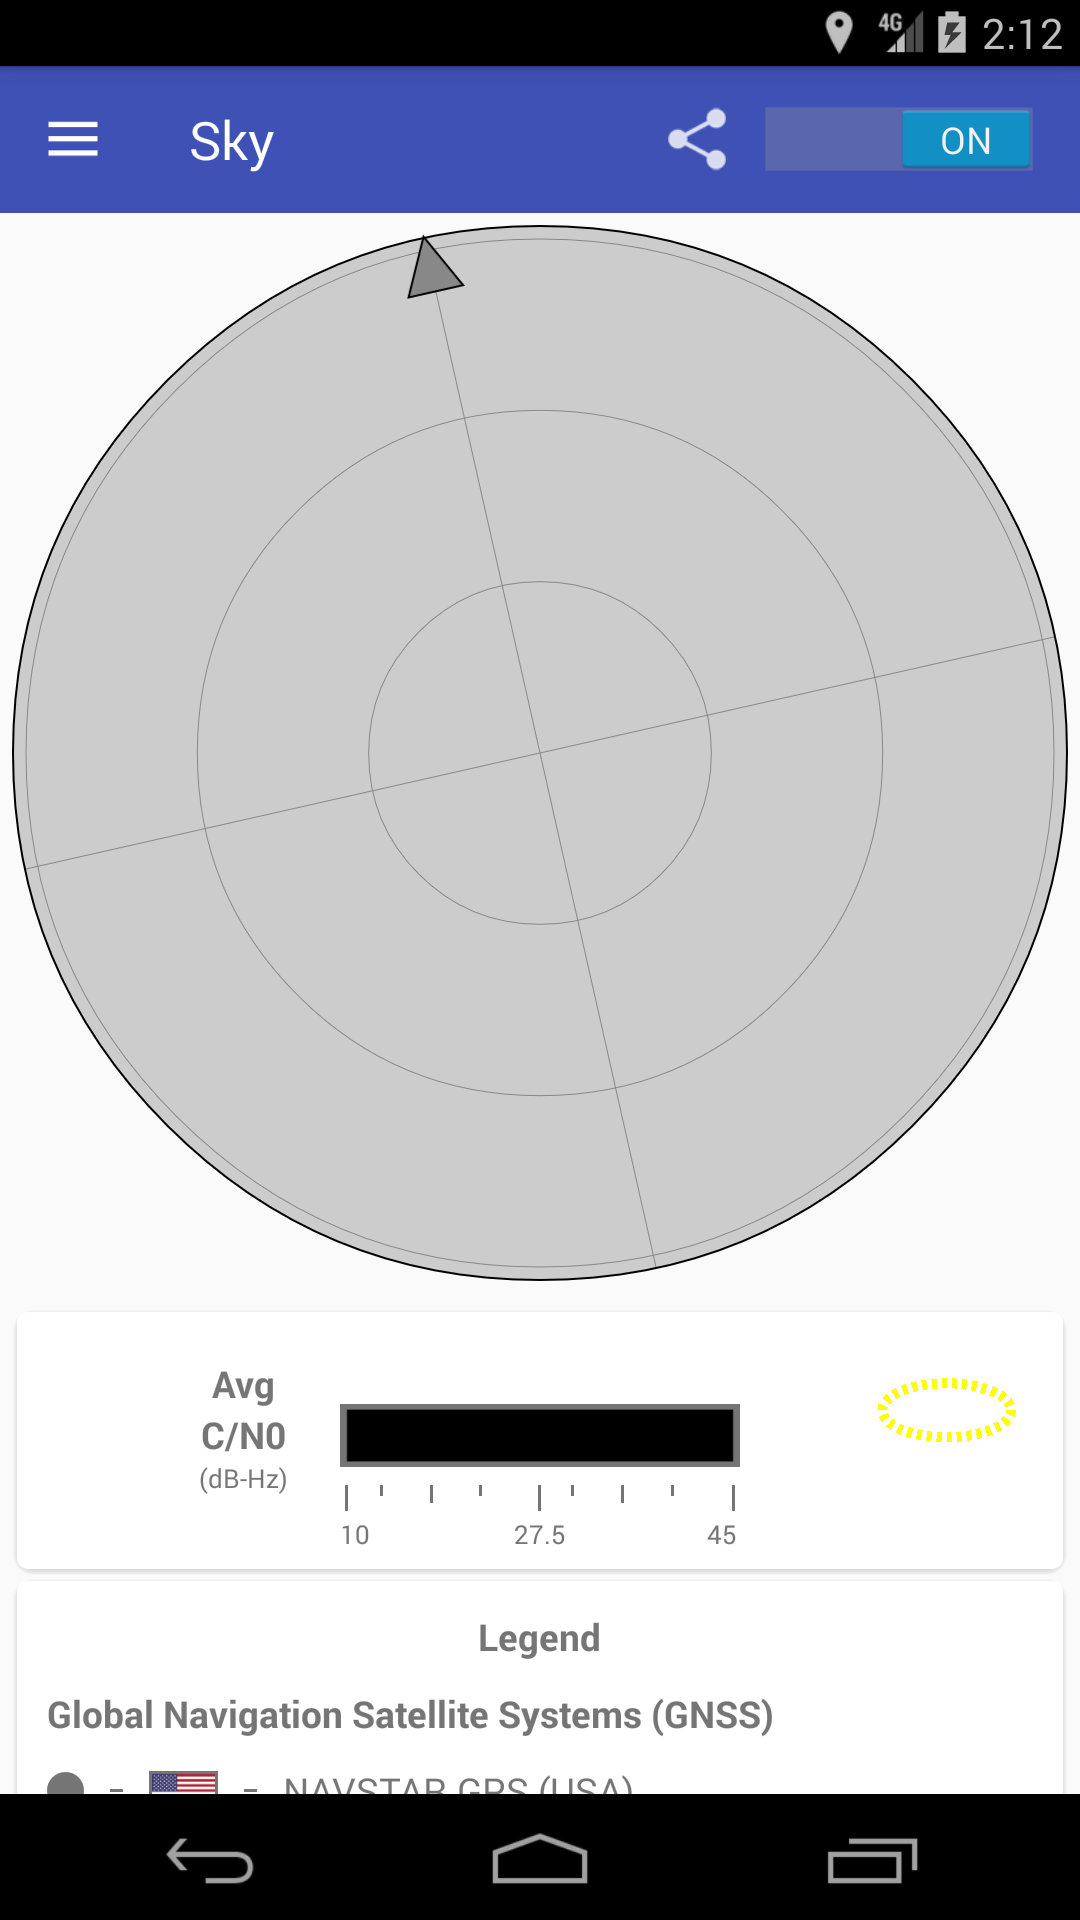 4G 2:12
Sky ON
Avg
C/N0
(dB-Hz)
10 27.5 45
Legend
Global Navigation Satellite Systems (GNSS)
- - NAVSTAR GPS (USA)